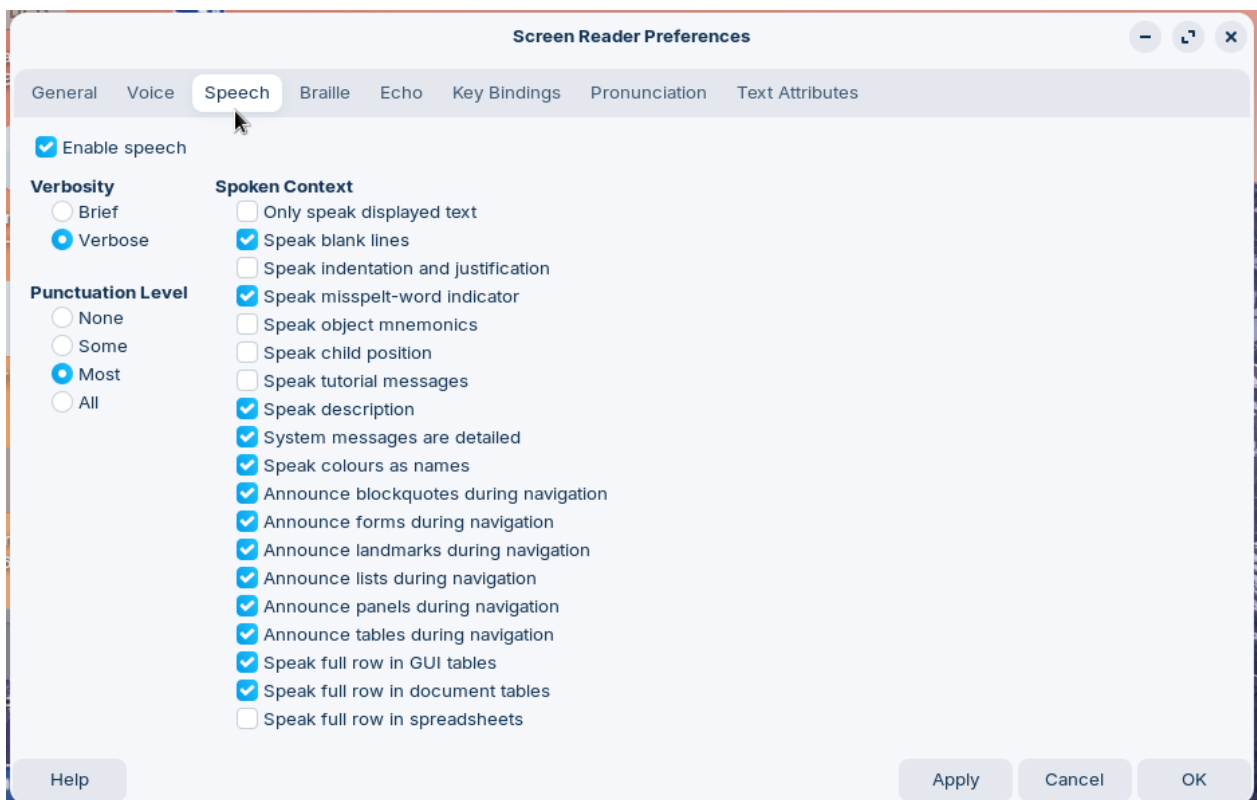 Screen Reader Preferences
General Voice Speech Braille Echo Key Bindings Pronunciation Text Attributes
Enable speech
Verbosity
Brief
Verbose
Punctuation Level
None
Some
Most
All
Spoken Context
Only speak displayed text
Speak blank lines
Speak indentation and justification
Speak misspelt-word indicator
Speak object mnemonics
Speak child position
Speak tutorial messages
Speak description
System messages are detailed
Speak colours as names
Announce blockquotes during navigation
Announce forms during navigation
Announce landmarks during navigation
Announce lists during navigation
Announce panels during navigation
Announce tables during navigation
Speak full row in GUI tables
Speak full row in document tables
Speak full row in spreadsheets
Help Apply Cancel OK